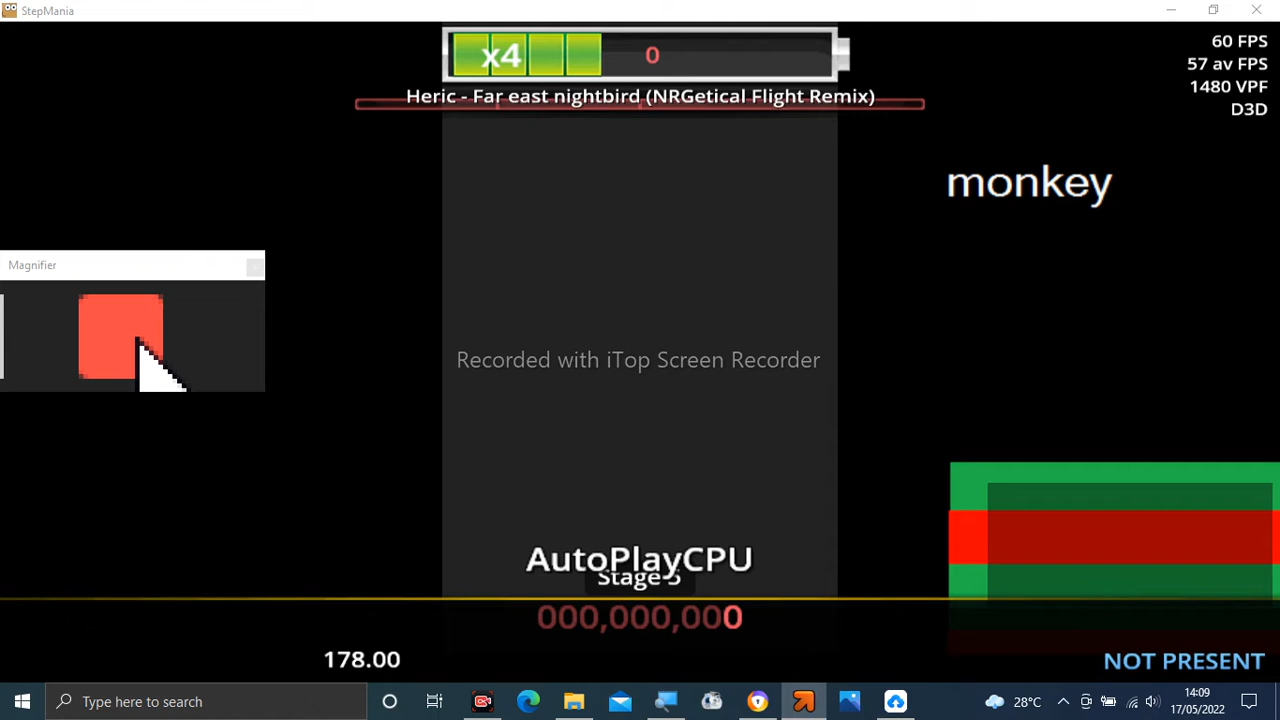 StepMania
x4
0
60 FPS
57 av FPS
1480 VPF
D3D
Heric - Far east nightbird (NRGetical Flight Remix)
monkey
Magnifier
Recorded with iTop Screen Recorder
AutoPlayCPU
Stage 5
000,000,000
178.00
NOT PRESENT
Type here to search
28°C
14:09
17/05/2022